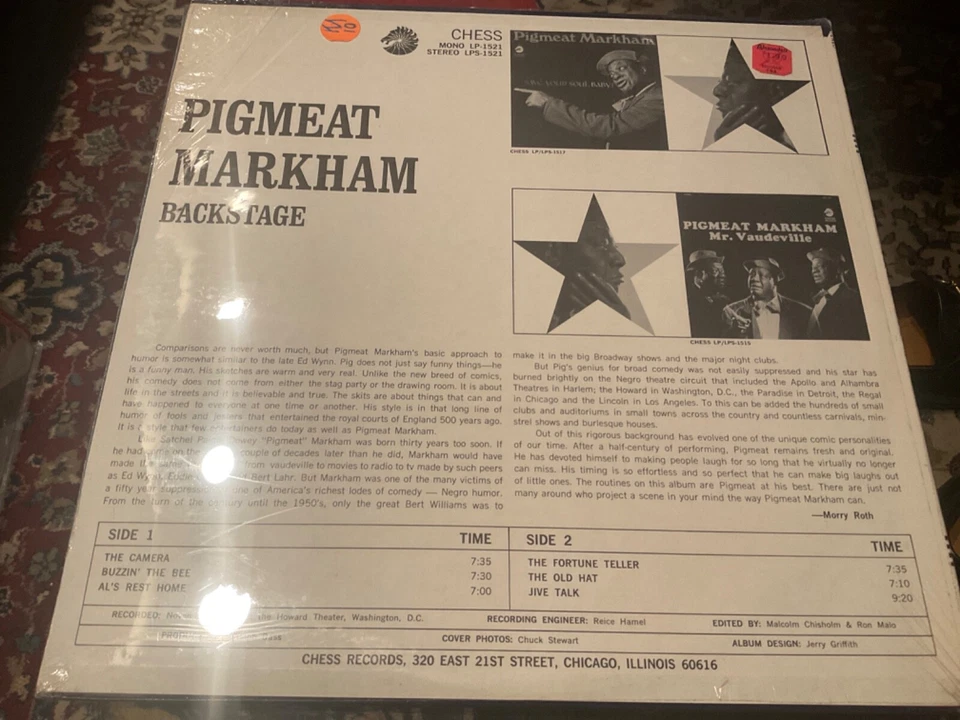 KSI
10
CHESS
MONO LP-1521
STEREO LPS-1521
Pigmeat Markham
SAVE YOUR SOUL BABY!
CHESS LP/LPS-1517
PIGMEAT
MARKHAM
BACKSTAGE
PIGMEAT MARKHAM
Mr. Vaudeville
CHESS LP/LPS-1515
Comparisons are never worth much, but Pigmeat Markham's basic approach to
humor is somewhat similar to the late Ed Wynn. Pig does not just say funny things—he
is a funny man. His sketches are warm and very real. Unlike the new breed of comics,
his comedy does not come from either the stag party or the drawing room. It is about
life on the streets and it is believable and true. The skits are about things that can and
have happened to everyone at one time or another. His style is in that long line of
humor of fools and jesters that entertained the royal courts of England 500 years ago.
It is a style that few entertainers do today as well as Pigmeat Markham.
Like Satchel "Pigmeat" Markham was born thirty years too soon. If
he had come on the couple of decades later than he did, Markham would have
made the from vaudeville to movies to radio to tv made by such peers
as Ed Wynn, Bert Lahr. But Markham was one of the many victims of
a fifty year suppression of one of America's richest lodes of comedy — Negro humor.
From the turn of the century until the 1950's, only the great Bert Williams was to
make it in the big Broadway shows and the major night clubs.
But Pig's genius for broad comedy was not easily suppressed and his star has
burned brightly on the Negro theatre circuit that included the Apollo and Alhambra
Theatres in Harlem; the Howard in Washington, D.C., the Paradise in Detroit, the Regal
in Chicago and the Lincoln in Los Angeles. To this can be added the hundreds of small
clubs and auditoriums in small towns across the country and countless carnivals, min-
strel shows and burlesque houses.
Out of this rigorous background has evolved one of the unique comic personalities
of our time. After a half-century of performing, Pigmeat remains fresh and original.
He has devoted himself to making people laugh for so long that he virtually no longer
can miss. His timing is so effortless and so perfect that he can make big laughs out
of little ones. The routines on this album are Pigmeat at his best. There are just not
many around who project a scene in your mind the way Pigmeat Markham can.
—Morry Roth
SIDE 1 TIME
THE CAMERA 7:35
BUZZIN' THE BEE 7:30
AL'S REST HOME 7:00
SIDE 2 TIME
THE FORTUNE TELLER 7:35
THE OLD HAT 7:10
JIVE TALK 9:20
RECORDED: the Howard Theater, Washington, D.C. RECORDING ENGINEER: Reice Hamel EDITED BY: Malcolm Chisholm & Ron Malo
COVER PHOTOS: Chuck Stewart ALBUM DESIGN: Jerry Griffith
CHESS RECORDS, 320 EAST 21ST STREET, CHICAGO, ILLINOIS 60616